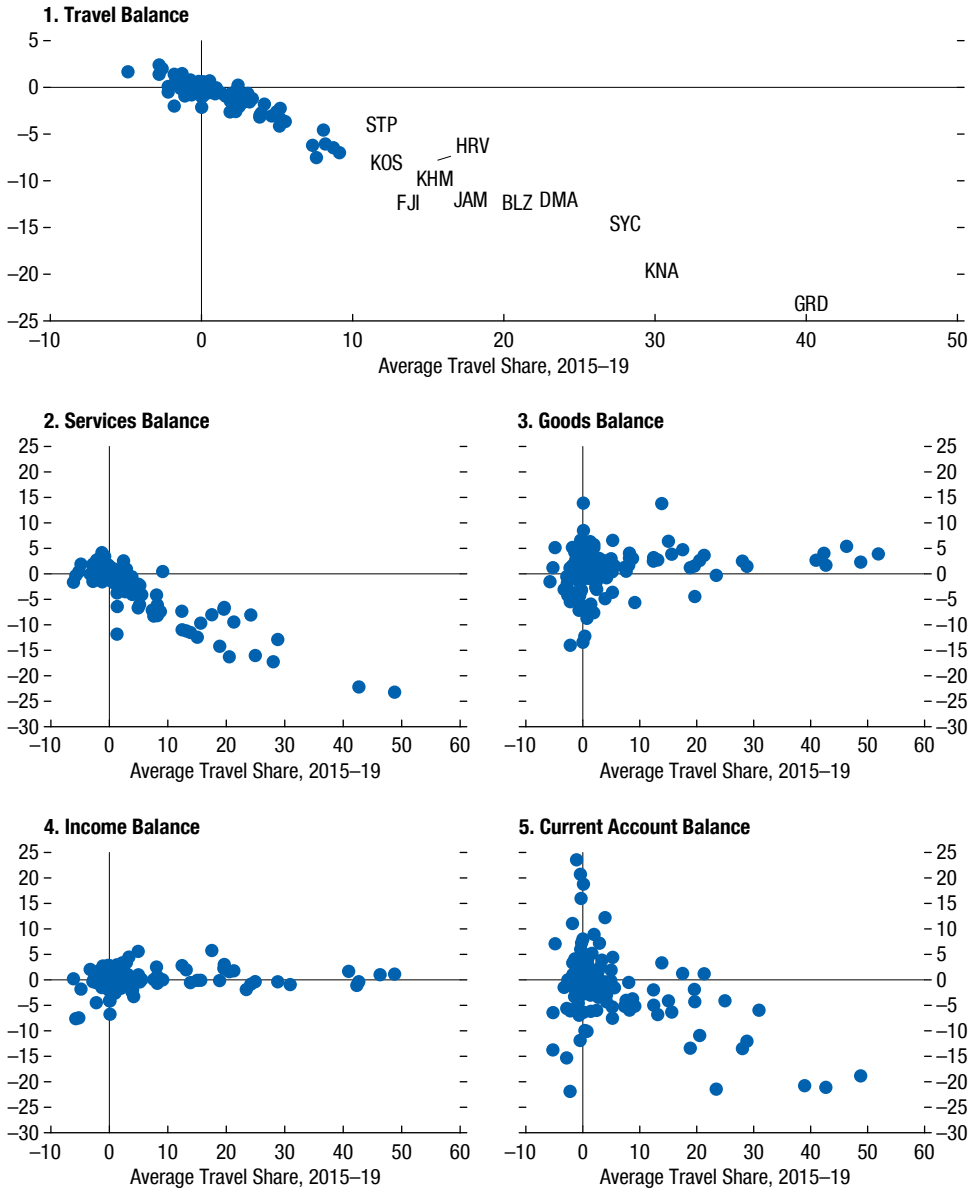 1. Travel Balance
5
0
–5
–10
–15
–20
–25
STP
HRV
KOS
KHM
FJI
JAM
BLZ
DMA
SYC
KNA
GRD
–10 0 10 20 30 40 50
Average Travel Share, 2015–19
2. Services Balance
25
20
15
10
5
0
–5
–10
–15
–20
–25
–30
–10 0 10 20 30 40 50 60
Average Travel Share, 2015–19
3. Goods Balance
25
20
15
10
5
0
–5
–10
–15
–20
–25
–30
–10 0 10 20 30 40 50 60
Average Travel Share, 2015–19
4. Income Balance
25
20
15
10
5
0
–5
–10
–15
–20
–25
–30
–10 0 10 20 30 40 50 60
Average Travel Share, 2015–19
5. Current Account Balance
25
20
15
10
5
0
–5
–10
–15
–20
–25
–30
–10 0 10 20 30 40 50 60
Average Travel Share, 2015–19